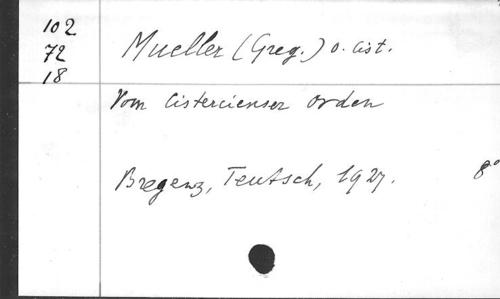 102
72
18
Mueller (Greg.) O. Cist.
Vom Cistercienser Orden
Bregenz, Teutsch, 1927. 8°